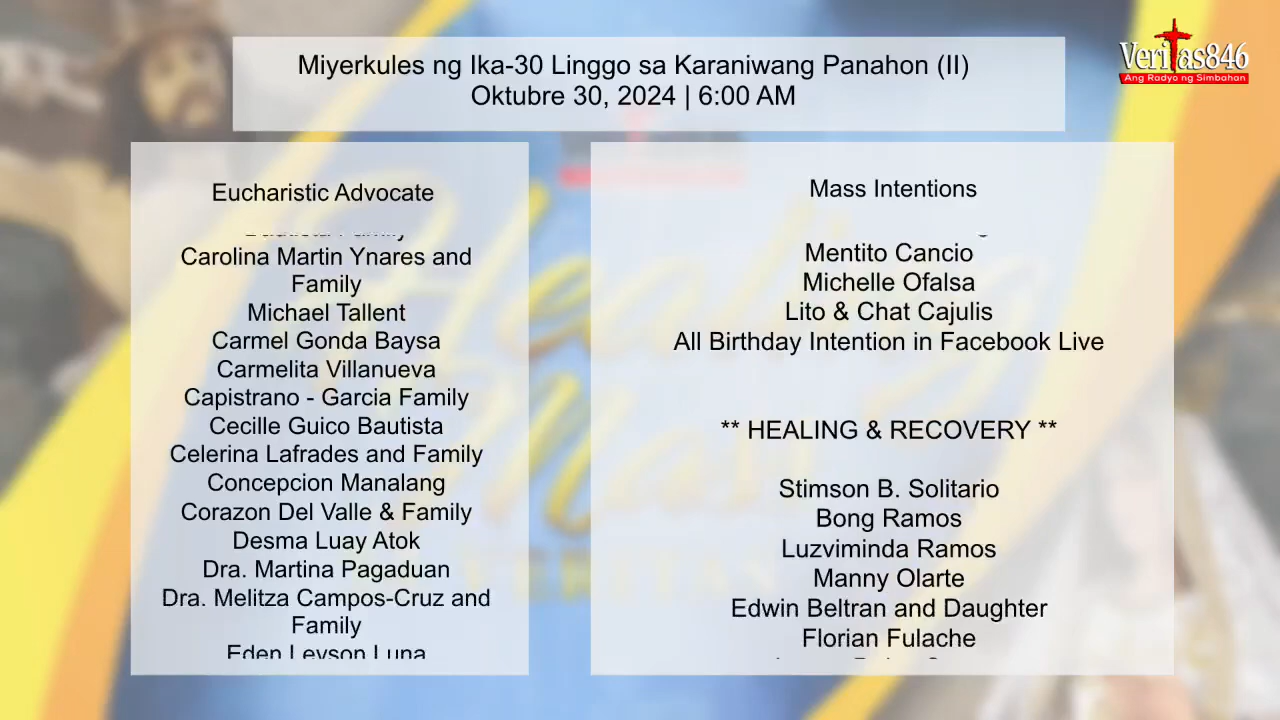 Miyerkules ng Ika-30 Linggo sa Karaniwang Panahon (II)
Oktubre 30, 2024 | 6:00 AM
Veritas846
Ang Radyo ng Simbahan
Eucharistic Advocate
Carolina Martin Ynares and
Family
Michael Tallent
Carmel Gonda Baysa
Carmelita Villanueva
Capistrano - Garcia Family
Cecille Guico Bautista
Celerina Lafrades and Family
Concepcion Manalang
Corazon Del Valle & Family
Desma Luay Atok
Dra. Martina Pagaduan
Dra. Melitza Campos-Cruz and
Family
Eden Leyson Luna
Mass Intentions
Mentito Cancio
Michelle Ofalsa
Lito & Chat Cajulis
All Birthday Intention in Facebook Live
** HEALING & RECOVERY **
Stimson B. Solitario
Bong Ramos
Luzviminda Ramos
Manny Olarte
Edwin Beltran and Daughter
Florian Fulache
Healing
Mass
VERITAS